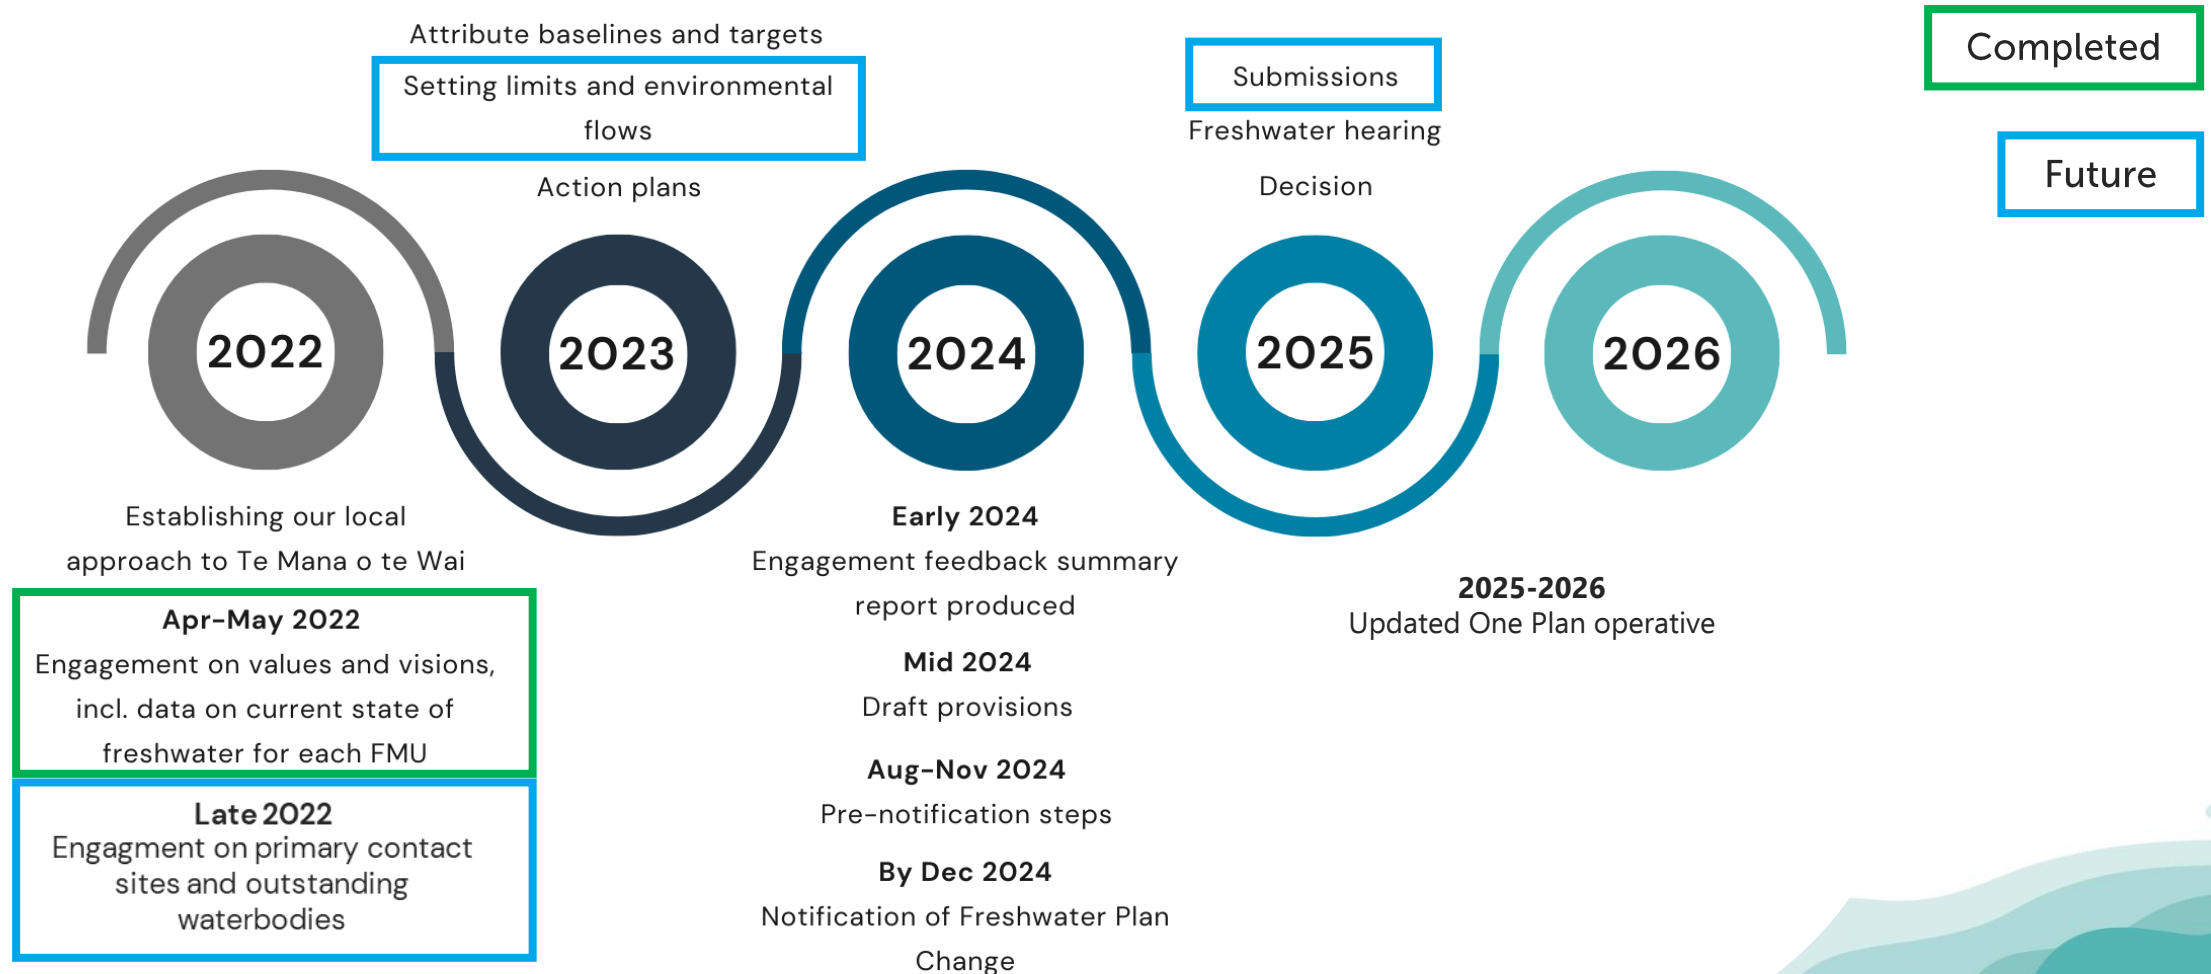 Attribute baselines and targets
Setting limits and environmental
flows
Action plans
Submissions
Freshwater hearing
Decision
Completed
Future
2022
2023
2024
2025
2026
Establishing our local
approach to Te Mana o te Wai
Apr-May 2022
Engagement on values and visions,
incl. data on current state of
freshwater for each FMU
Late 2022
Engagment on primary contact
sites and outstanding
waterbodies
Early 2024
Engagement feedback summary
report produced
Mid 2024
Draft provisions
Aug-Nov 2024
Pre-notification steps
By Dec 2024
Notification of Freshwater Plan
Change
2025-2026
Updated One Plan operative